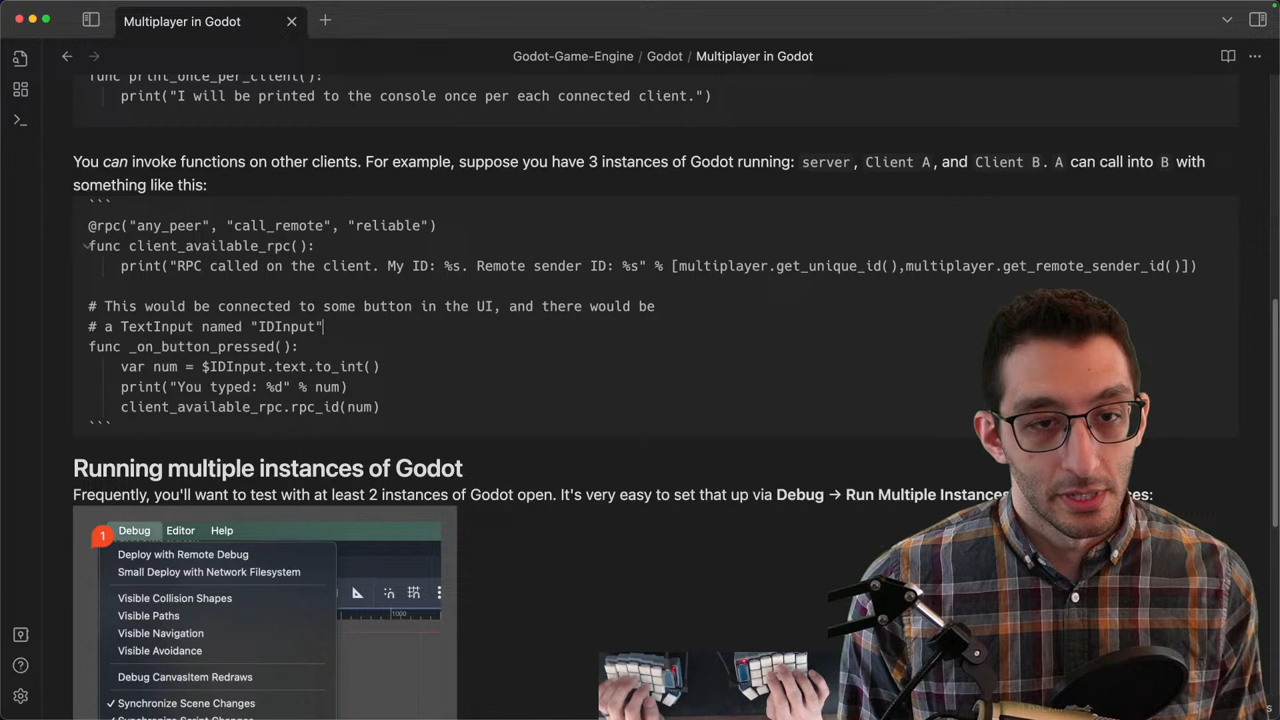 Multiplayer in Godot
Godot-Game-Engine / Godot / Multiplayer in Godot
func print_once_per_client():
print("I will be printed to the console once per each connected client.")
You can invoke functions on other clients. For example, suppose you have 3 instances of Godot running: server, Client A, and Client B. A can call into B with
something like this:
```
@rpc("any_peer", "call_remote", "reliable")
func client_available_rpc():
print("RPC called on the client. My ID: %s. Remote sender ID: %s" % [multiplayer.get_unique_id(),multiplayer.get_remote_sender_id()])
# This would be connected to some button in the UI, and there would be
# a TextInput named "IDInput"
func _on_button_pressed():
var num = $IDInput.text.to_int()
print("You typed: %d" % num)
client_available_rpc.rpc_id(num)
```
Running multiple instances of Godot
Frequently, you'll want to test with at least 2 instances of Godot open. It's very easy to set that up via Debug → Run Multiple Instances
1
Debug Editor Help
Deploy with Remote Debug
Small Deploy with Network Filesystem
1000
Visible Collision Shapes
Visible Paths
Visible Navigation
Visible Avoidance
Debug CanvasItem Redraws
✓ Synchronize Scene Changes